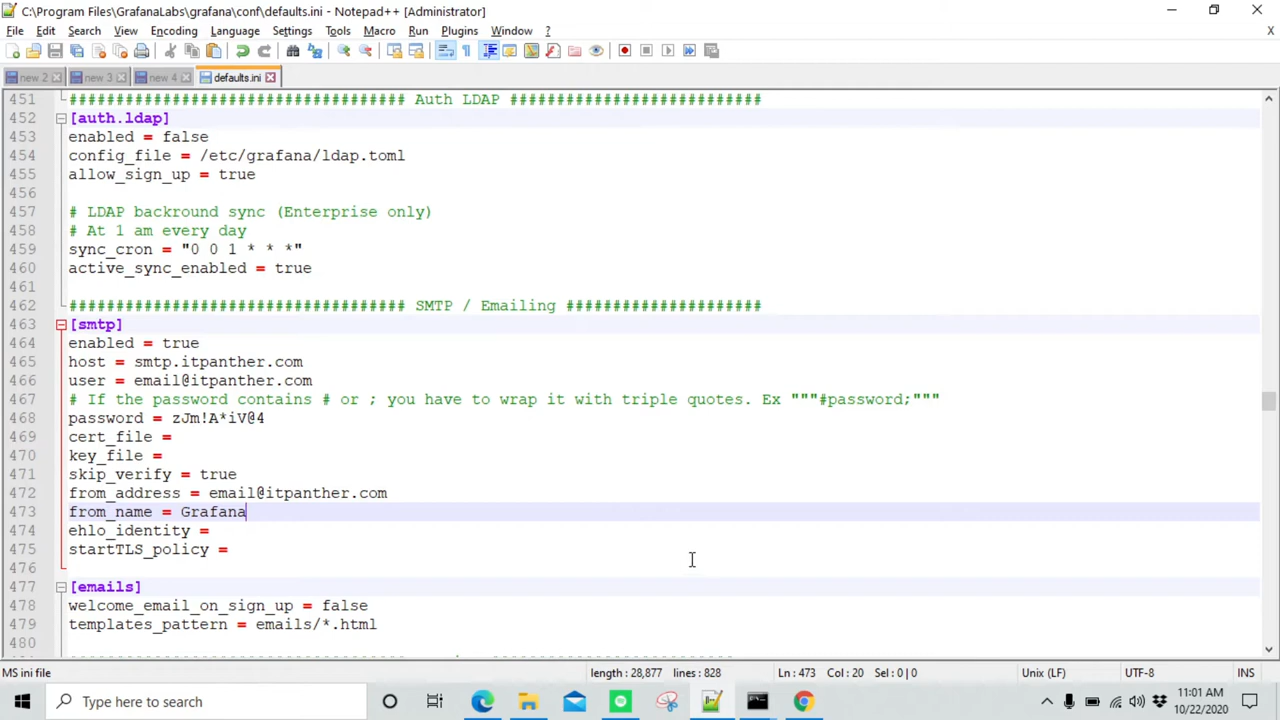 C:\Program Files\GrafanaLabs\grafana\conf\defaults.ini - Notepad++ [Administrator]
File Edit Search View Encoding Language Settings Tools Macro Run Plugins Window ? X
new 2 new 3 new 4 defaults.ini
451 #################################### Auth LDAP ###########################
452 [auth.ldap]
453 enabled = false
454 config_file = /etc/grafana/ldap.toml
455 allow_sign_up = true
456
457 # LDAP backround sync (Enterprise only)
458 # At 1 am every day
459 sync_cron = "0 0 1 * * *"
460 active_sync_enabled = true
461
462 #################################### SMTP / Emailing #####################
463 [smtp]
464 enabled = true
465 host = smtp.itpanther.com
466 user = email@itpanther.com
467 # If the password contains # or ; you have to wrap it with triple quotes. Ex """#password;"""
468 password = zJm!A*iV@4
469 cert_file =
470 key_file =
471 skip_verify = true
472 from_address = email@itpanther.com
473 from_name = Grafana
474 ehlo_identity =
475 startTLS_policy =
476
477 [emails]
478 welcome_email_on_sign_up = false
479 templates_pattern = emails/*.html
480
MS ini file length : 28,877 lines : 828 Ln : 473 Col : 20 Sel : 0 | 0 Unix (LF) UTF-8 INS
Type here to search 11:01 AM
10/22/2020